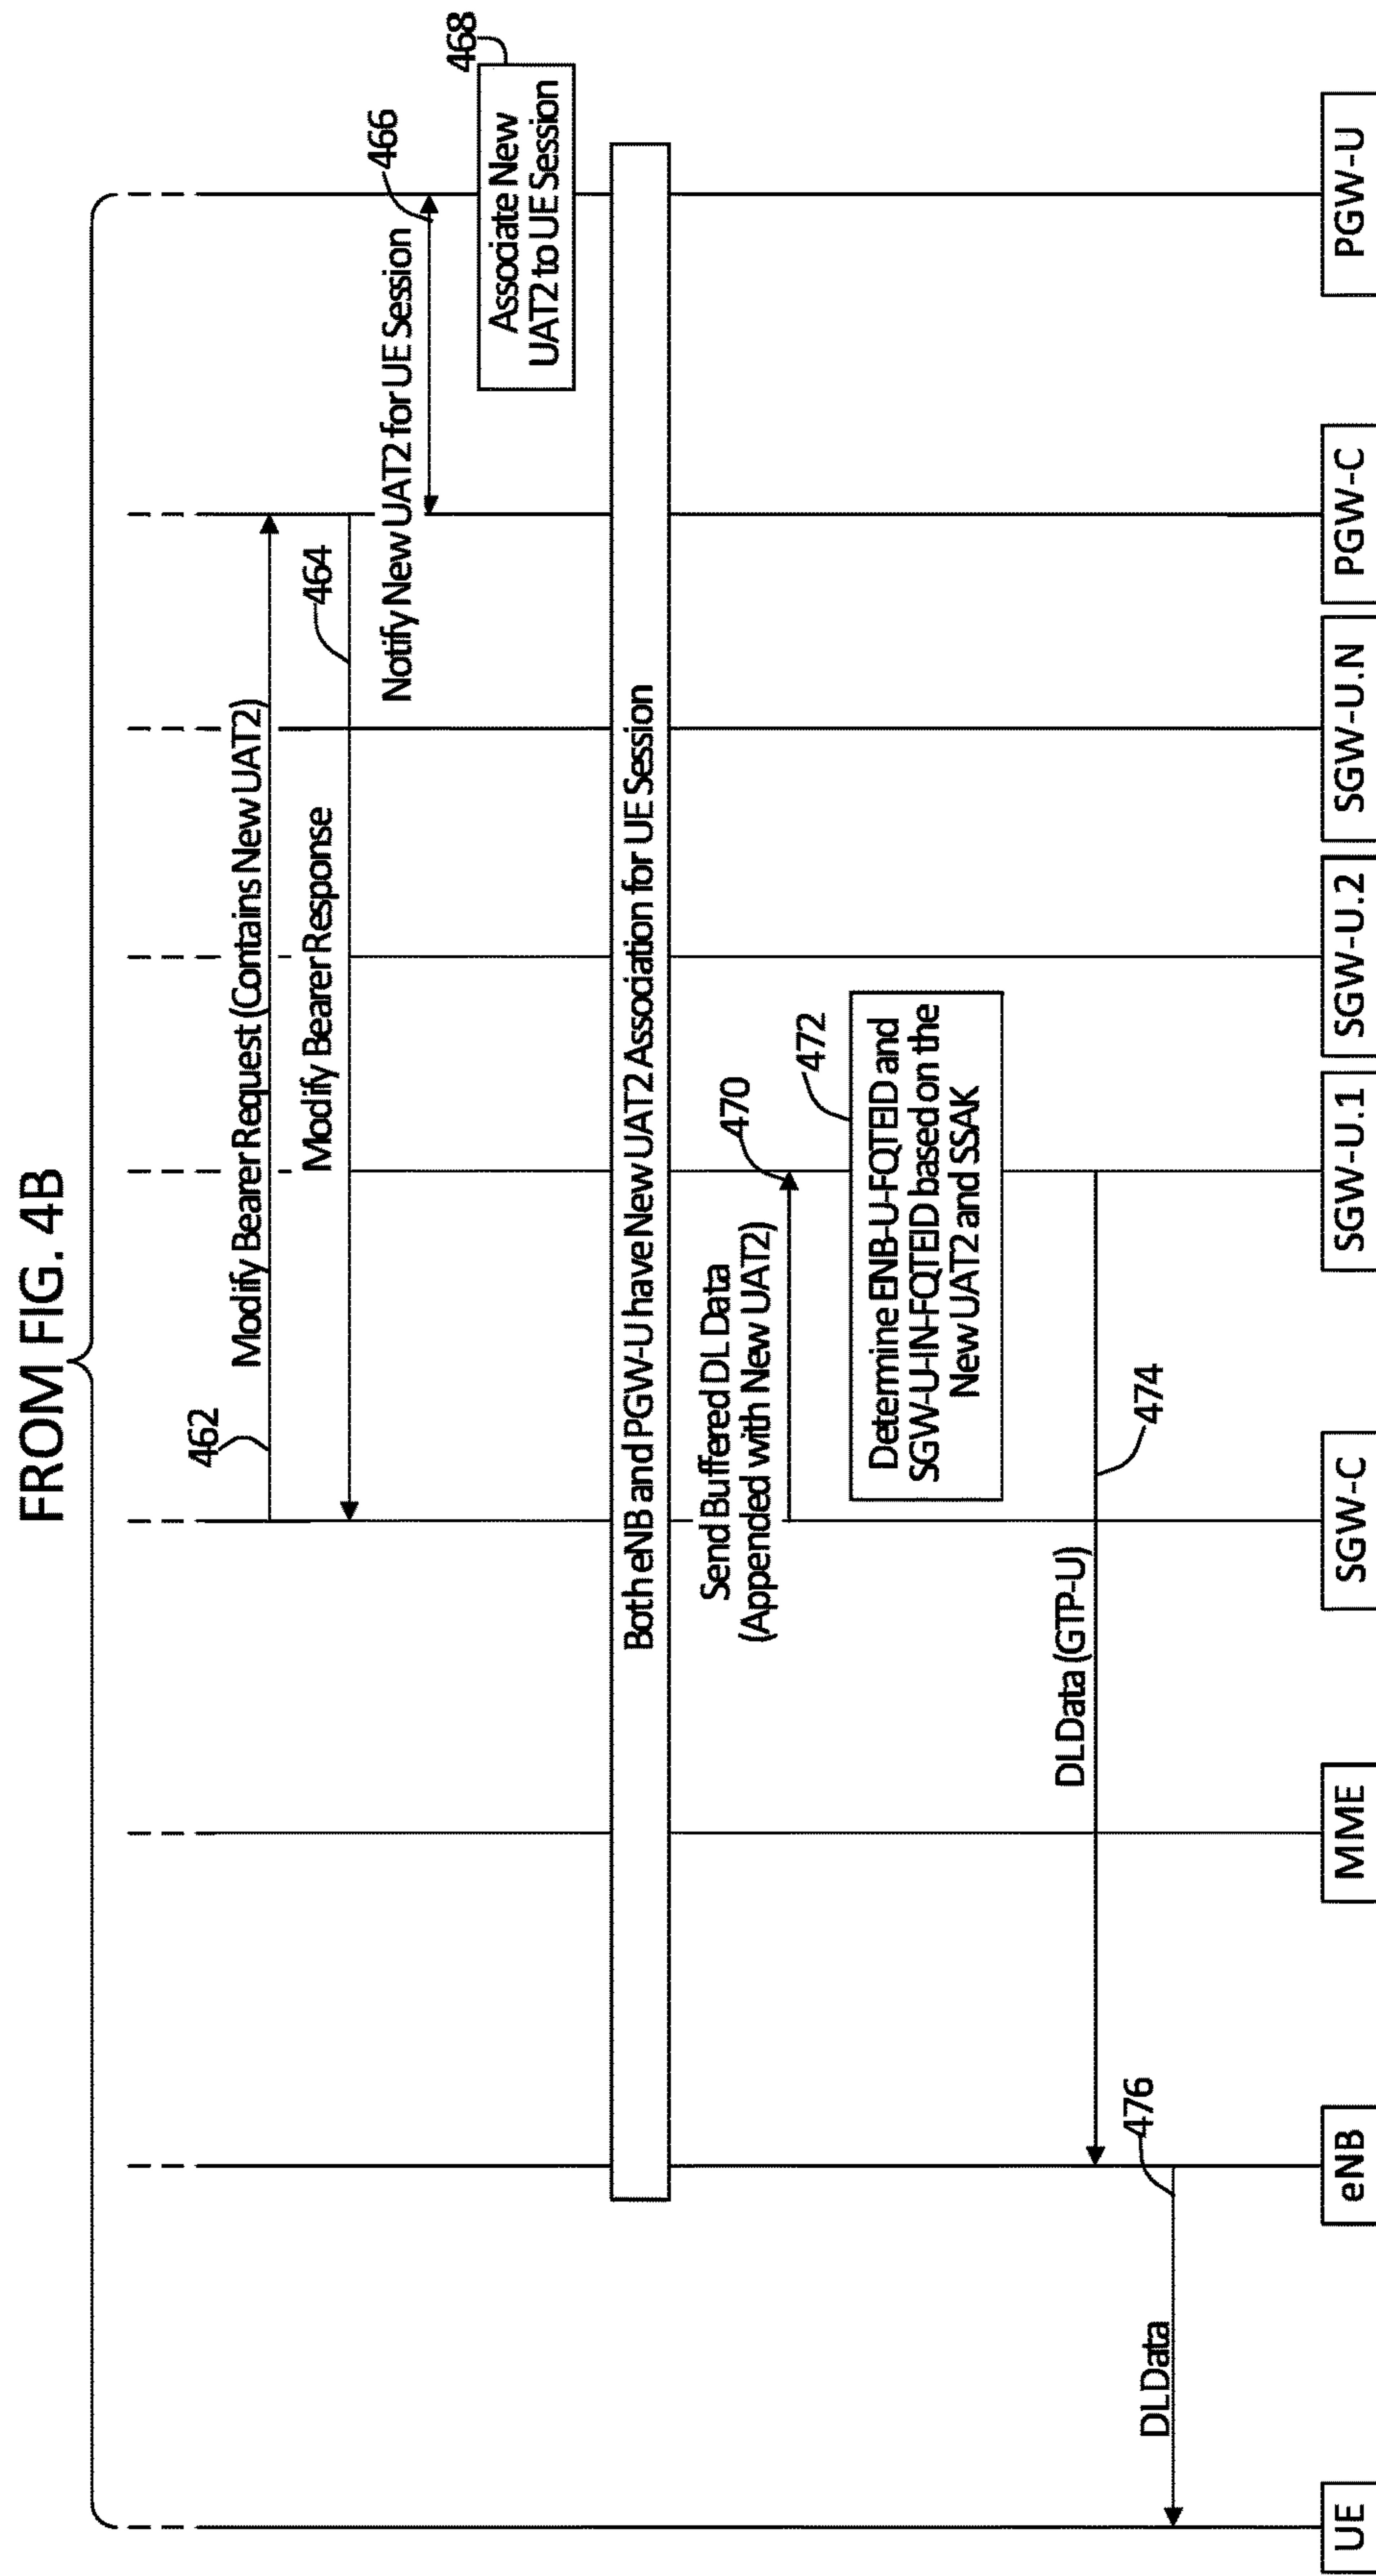 FROM FIG. 4B
462
Modify Bearer Request (Contains New UAT2)
464
Modify Bearer Response
466
Notify New UAT2 for UE Session
468
Associate New
UAT2 to UE Session
Both eNB and PGW-U have New UAT2 Association for UE Session
Send Buffered DL Data
(Appended with New UAT2)
470
472
Determine ENB-U-FQTEID and
SGW-U-IN-FQTEID based on the
New UAT2 and SSAK
DL Data (GTP-U)
474
DL Data
476
UE
eNB
MME
SGW-C
SGW-U.1
SGW-U.2
SGW-U.N
PGW-C
PGW-U